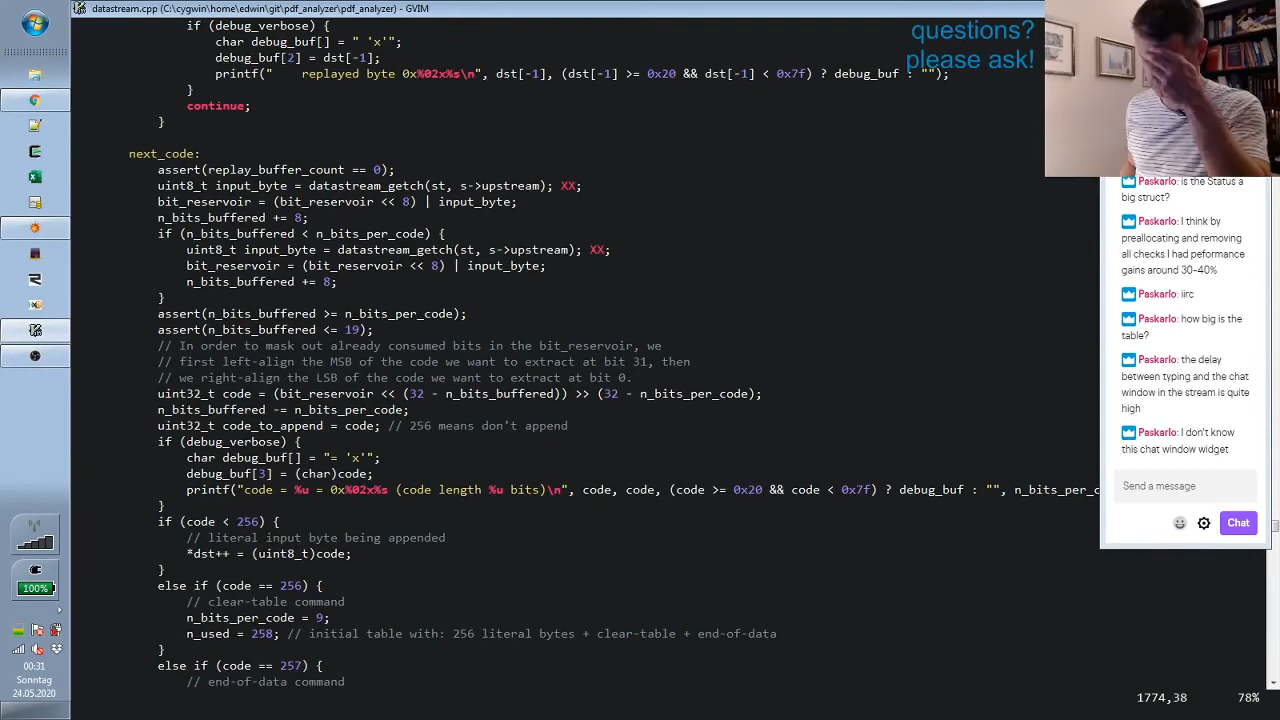 datastream.cpp (C:\cygwin\home\edwin\git\pdf_analyzer\pdf_analyzer) - GVIM
if (debug_verbose) {
char debug_buf[] = " 'x'";
debug_buf[2] = dst[-1];
printf("    replayed byte 0x%02x%s\n", dst[-1], (dst[-1] >= 0x20 && dst[-1] < 0x7f) ? debug_buf : "");
}
continue;
}
next_code:
assert(replay_buffer_count == 0);
uint8_t input_byte = datastream_getch(st, s->upstream); XX;
bit_reservoir = (bit_reservoir << 8) | input_byte;
n_bits_buffered += 8;
if (n_bits_buffered < n_bits_per_code) {
uint8_t input_byte = datastream_getch(st, s->upstream); XX;
bit_reservoir = (bit_reservoir << 8) | input_byte;
n_bits_buffered += 8;
}
assert(n_bits_buffered >= n_bits_per_code);
assert(n_bits_buffered <= 19);
// In order to mask out already consumed bits in the bit_reservoir, we
// first left-align the MSB of the code we want to extract at bit 31, then
// we right-align the LSB of the code we want to extract at bit 0.
uint32_t code = (bit_reservoir << (32 - n_bits_buffered)) >> (32 - n_bits_per_code);
n_bits_buffered -= n_bits_per_code;
uint32_t code_to_append = code; // 256 means don't append
if (debug_verbose) {
char debug_buf[] = "= 'x'";
debug_buf[3] = (char)code;
printf("code = %u = 0x%02x%s (code length %u bits)\n", code, code, (code >= 0x20 && code < 0x7f) ? debug_buf : "", n_bits_per_c
}
if (code < 256) {
// literal input byte being appended
*dst++ = (uint8_t)code;
}
else if (code == 256) {
// clear-table command
n_bits_per_code = 9;
n_used = 258; // initial table with: 256 literal bytes + clear-table + end-of-data
}
else if (code == 257) {
// end-of-data command
1774,38
78%
questions?
please ask!
Paskarlo: is the Status a
big struct?
Paskarlo: I think by
preallocating and removing
all checks I had peformance
gains around 30-40%
Paskarlo: iirc
Paskarlo: how big is the
table?
Paskarlo: the delay
between typing and the chat
window in the stream is quite
high
Paskarlo: I don't know
this chat window widget
Send a message
Chat
100%
00:31
Sonntag
24.05.2020